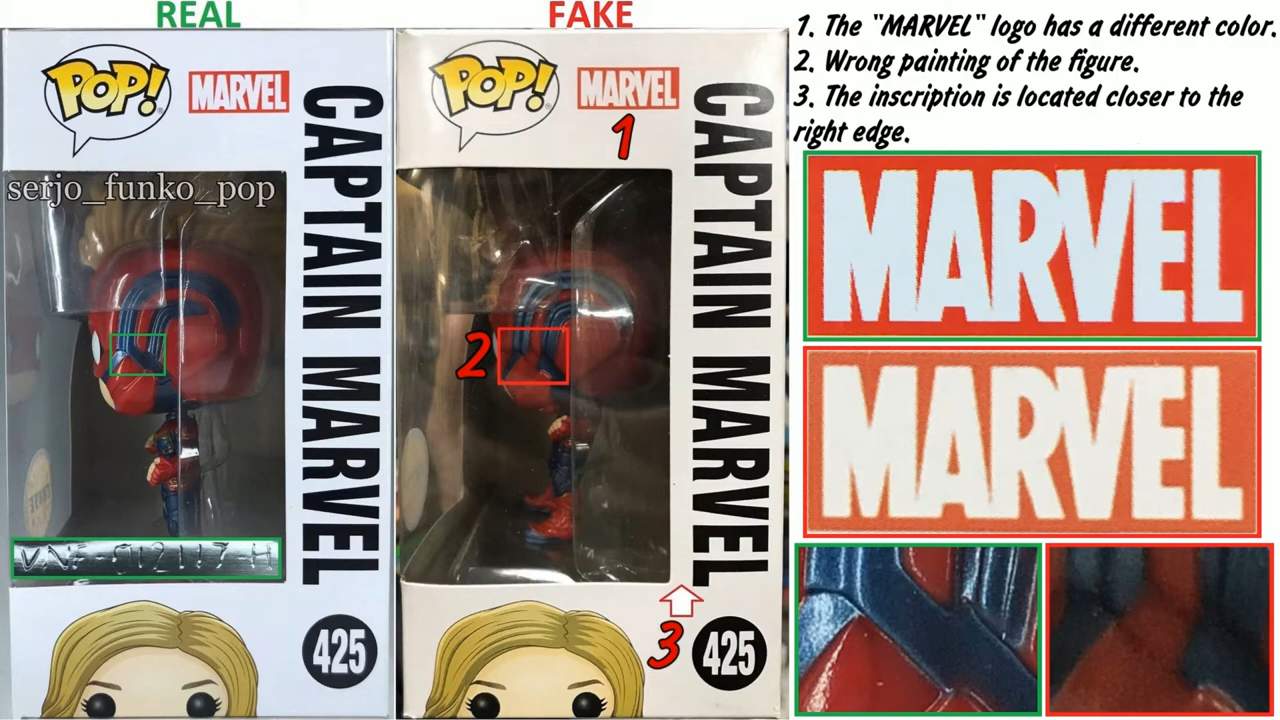 REAL
FAKE
1. The "MARVEL" logo has a different color.
2. Wrong painting of the figure.
3. The inscription is located closer to the
right edge.
POP!
MARVEL
CAPTAIN MARVEL
serjo_funko_pop
VNF-012117 H
425
POP!
MARVEL
1
CAPTAIN MARVEL
2
3
425
MARVEL
MARVEL